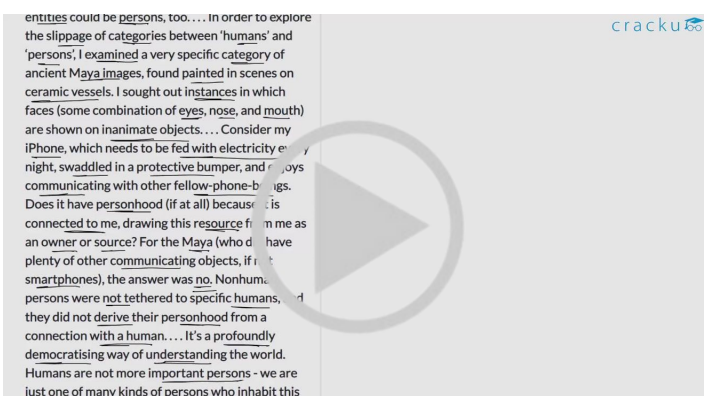 entities could be persons, too. . . . In order to explore
cracku
the slippage of categories between 'humans' and
'persons', I examined a very specific category of
ancient Maya images, found painted in scenes on
ceramic vessels. I sought out instances in which
faces (some combination of eyes, nose, and mouth)
are shown on inanimate objects. . . . Consider my
iPhone, which needs to be fed with electricity
night, swaddled in a protective bumper, and
communicating with other
Does it have personhood (if at all) because is
connected to me, drawing this resource me as
an owner or source? For the Maya (who have
plenty of other communicating objects, if
smartphones), the answer was no.
persons were not tethered to specific humans,
they did not derive their personhood from a
connection with a human. . . . It's a profoundly
democratising way of understanding the world.
Humans are not more important persons - we are
just one of many kinds of persons who inhabit this